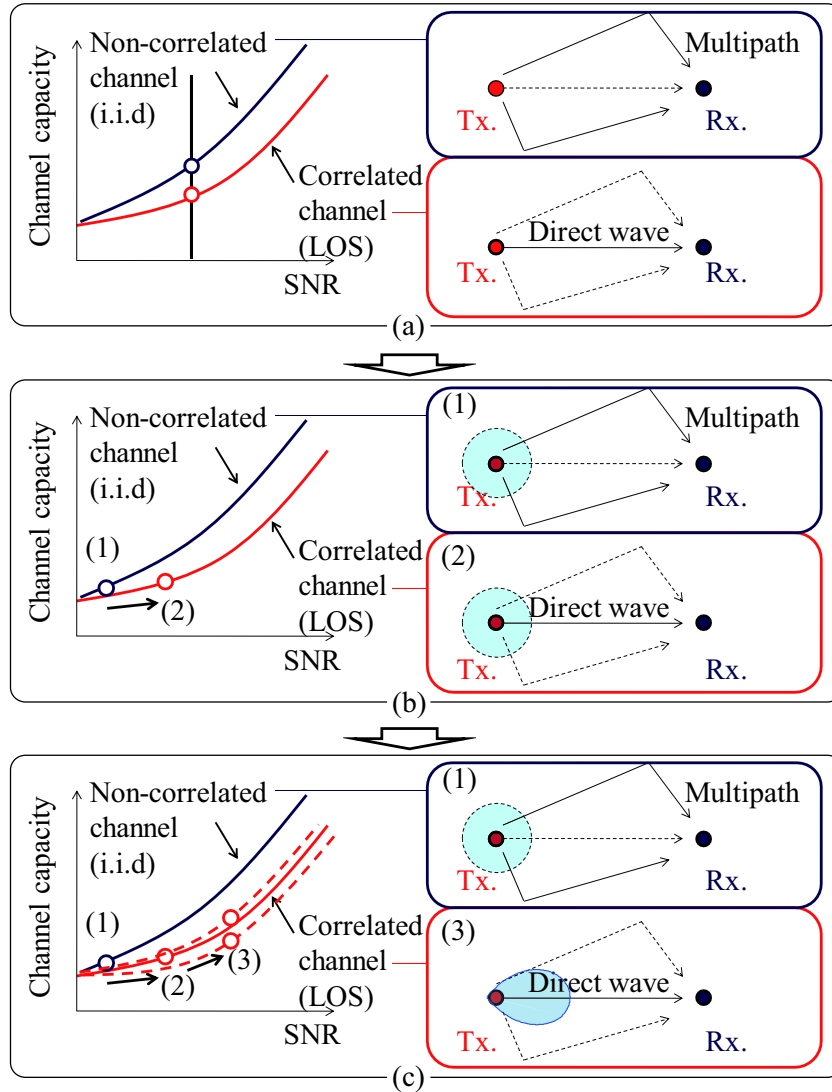 Channel capacity
Non-correlated
channel
(i.i.d)
Correlated
channel
(LOS)
SNR
Multipath
Tx.
Rx.
Direct wave
Tx.
Rx.
(a)
Channel capacity
Non-correlated
channel
(i.i.d)
(1)
(2)
Correlated
channel
(LOS)
SNR
(1)
Multipath
Tx.
Rx.
(2)
Direct wave
Tx.
Rx.
(b)
Channel capacity
Non-correlated
channel
(i.i.d)
(1)
(2)
(3)
Correlated
channel
(LOS)
SNR
(1)
Multipath
Tx.
Rx.
(3)
Direct wave
Tx.
Rx.
(c)